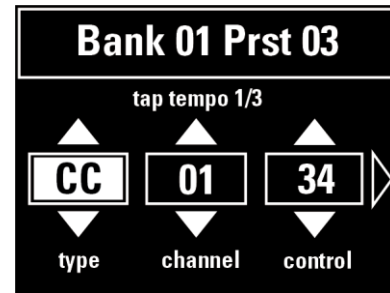 Bank 01 Prst 03
tap tempo 1/3
CC 01 34
type channel control